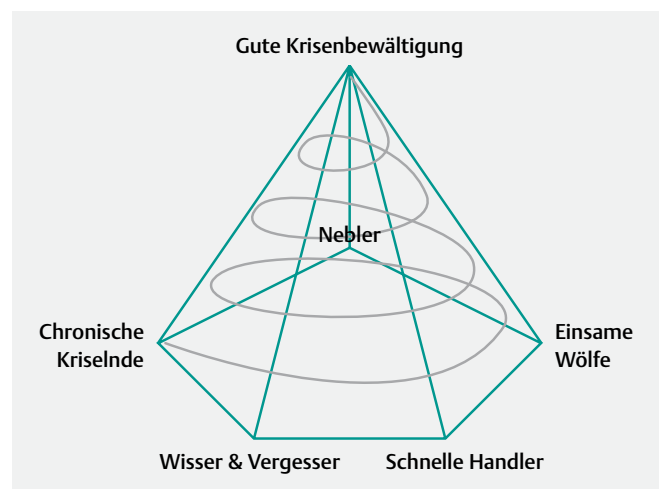 Gute Krisenbewältigung
Nebler
Chronische
Kriselnde
Einsame
Wölfe
Wisser & Vergesser
Schnelle Handler